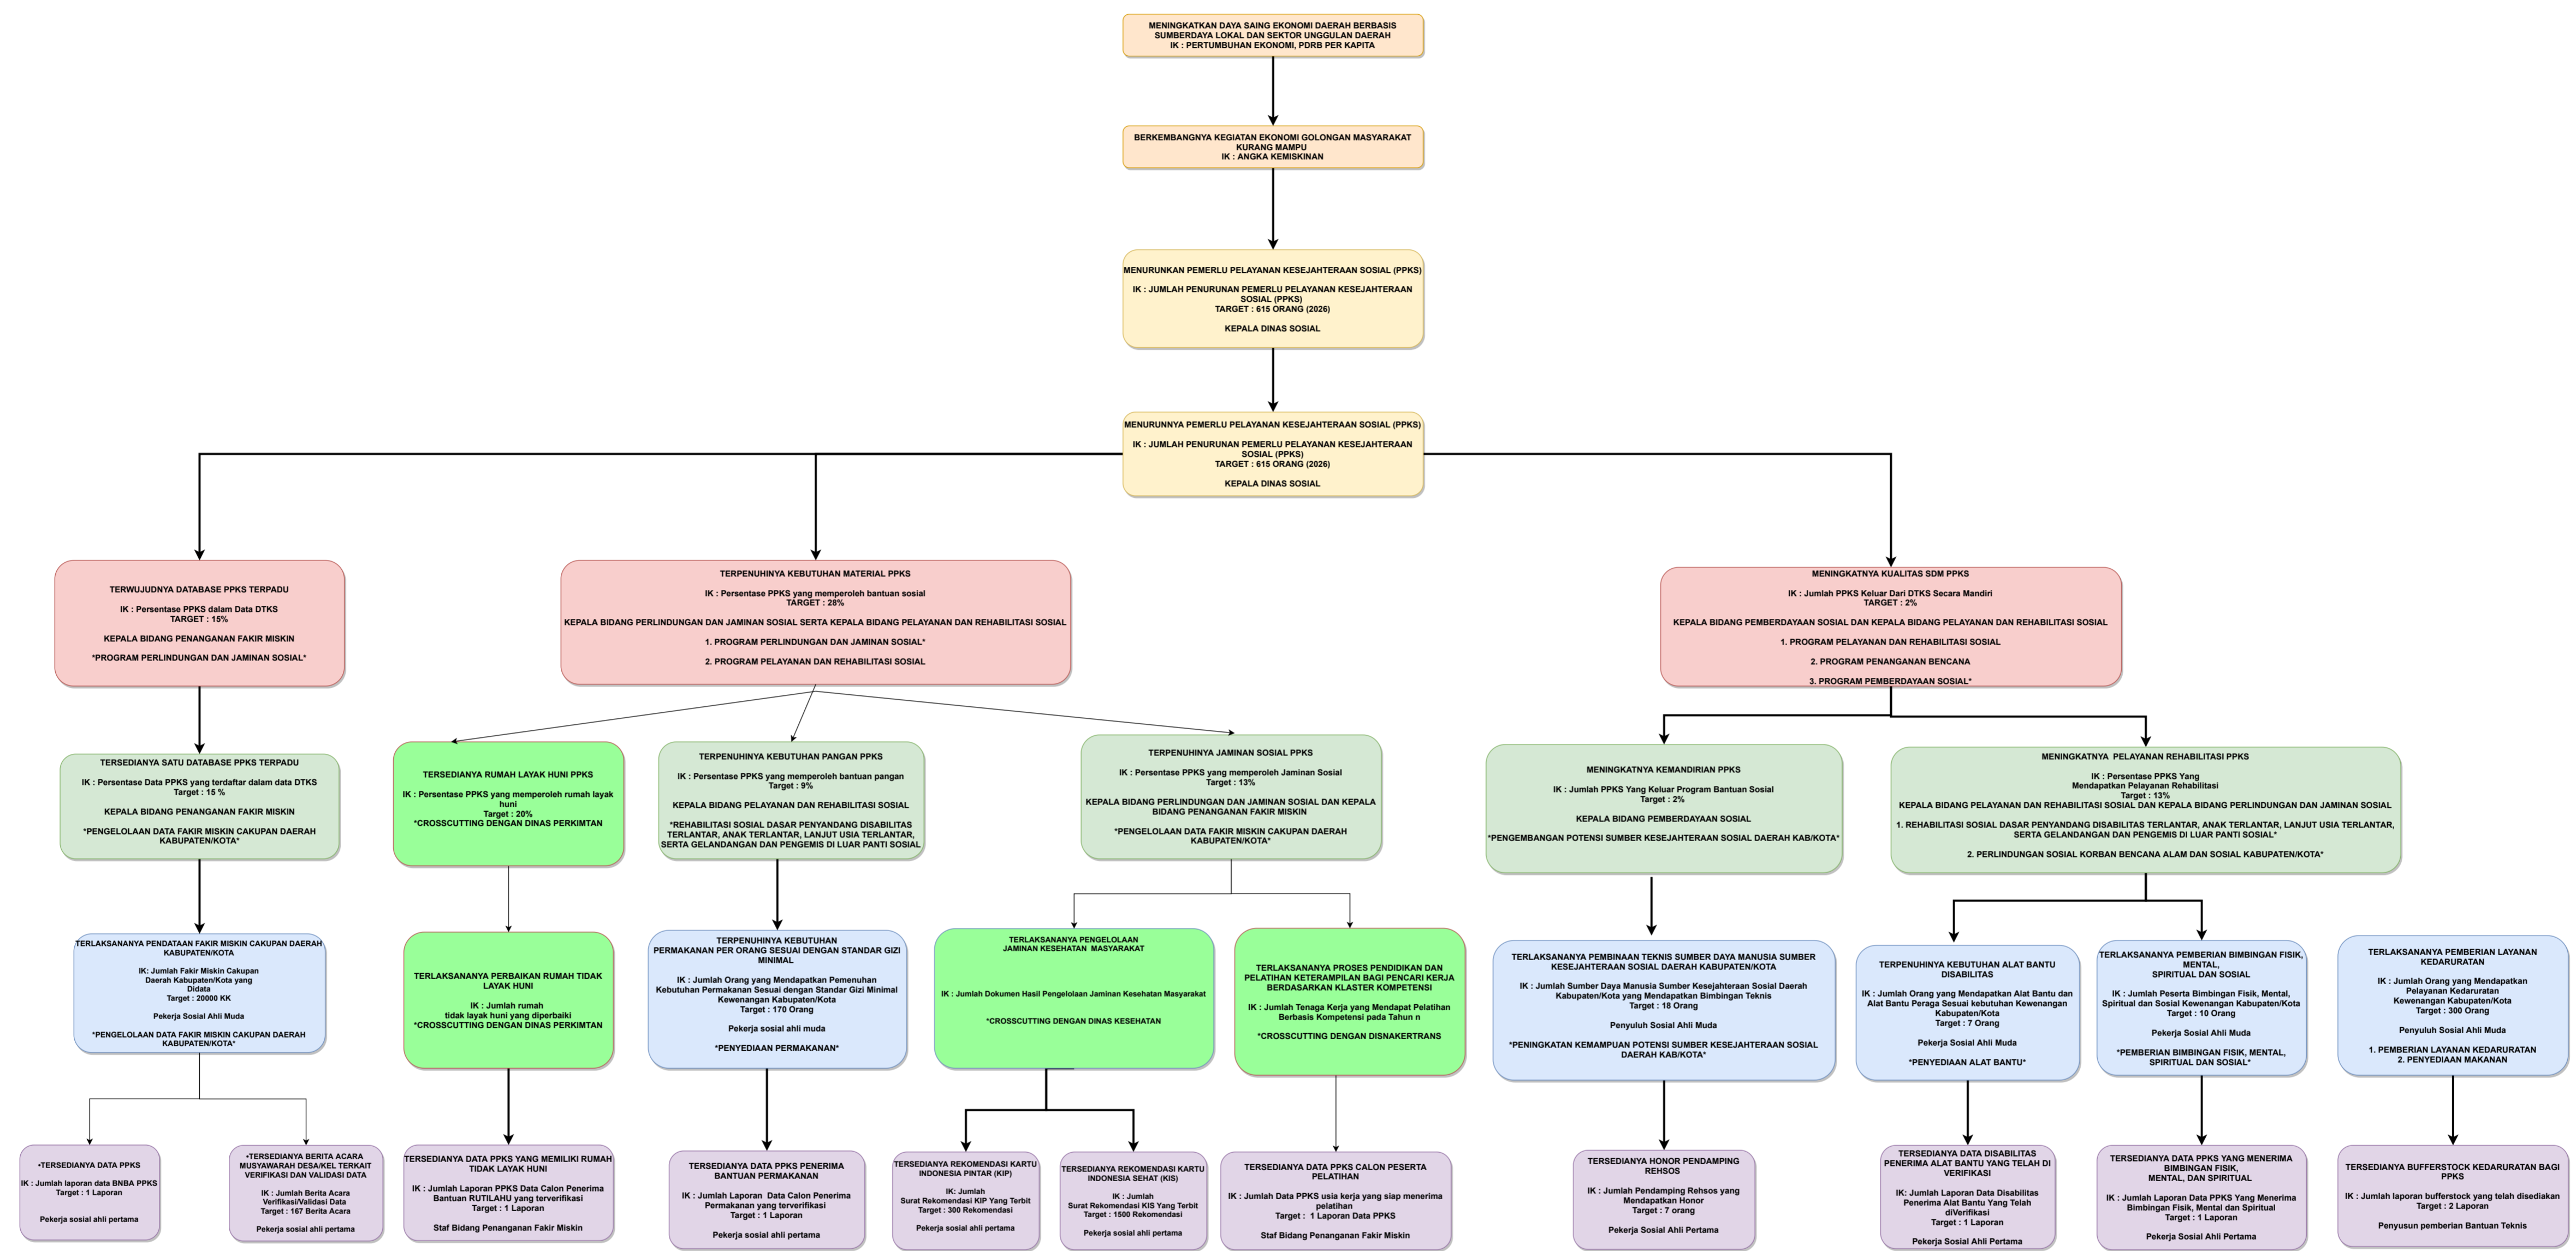 MENINGKATKAN DAYA SAING EKONOMI DAERAH BERBASIS
SUMBERDAYA LOKAL DAN SEKTOR UNGGULAN DAERAH
IK : PERTUMBUHAN EKONOMI, PDRB PER KAPITA
BERKEMBANGNYA KEGIATAN EKONOMI GOLONGAN MASYARAKAT
KURANG MAMPU
IK : ANGKA KEMISKINAN
MENURUNKAN PEMERLU PELAYANAN KESEJAHTERAAN SOSIAL (PPKS)
IK : JUMLAH PENURUNAN PEMERLU PELAYANAN KESEJAHTERAAN
SOSIAL (PPKS)
TARGET : 615 ORANG (2026)
KEPALA DINAS SOSIAL
MENURUNNYA PEMERLU PELAYANAN KESEJAHTERAAN SOSIAL (PPKS)
IK : JUMLAH PENURUNAN PEMERLU PELAYANAN KESEJAHTERAAN
SOSIAL (PPKS)
TARGET : 615 ORANG (2026)
KEPALA DINAS SOSIAL
TERWUJUDNYA DATABASE PPKS TERPADU
IK : Persentase PPKS dalam Data DTKS
TARGET : 15%
KEPALA BIDANG PENANGANAN FAKIR MISKIN
*PROGRAM PERLINDUNGAN DAN JAMINAN SOSIAL*
TERPENUHINYA KEBUTUHAN MATERIAL PPKS
IK : Persentase PPKS yang memperoleh bantuan sosial
TARGET : 28%
KEPALA BIDANG PERLINDUNGAN DAN JAMINAN SOSIAL SERTA KEPALA BIDANG PELAYANAN DAN REHABILITASI SOSIAL
1. PROGRAM PERLINDUNGAN DAN JAMINAN SOSIAL*
2. PROGRAM PELAYANAN DAN REHABILITASI SOSIAL
MENINGKATNYA KUALITAS SDM PPKS
IK : Jumlah PPKS Keluar Dari DTKS Secara Mandiri
TARGET : 2%
KEPALA BIDANG PEMBERDAYAAN SOSIAL DAN KEPALA BIDANG PELAYANAN DAN REHABILITASI SOSIAL
1. PROGRAM PELAYANAN DAN REHABILITASI SOSIAL
2. PROGRAM PENANGANAN BENCANA
3. PROGRAM PEMBERDAYAAN SOSIAL*
TERSEDIANYA SATU DATABASE PPKS TERPADU
IK : Persentase Data PPKS yang terdaftar dalam data DTKS
Target : 15 %
KEPALA BIDANG PENANGANAN FAKIR MISKIN
*PENGELOLAAN DATA FAKIR MISKIN CAKUPAN DAERAH
KABUPATEN/KOTA*
TERSEDIANYA RUMAH LAYAK HUNI PPKS
IK : Persentase PPKS yang memperoleh rumah layak
huni
Target : 20%
*CROSSCUTTING DENGAN DINAS PERKIMTAN
TERPENUHINYA KEBUTUHAN PANGAN PPKS
IK : Persentase PPKS yang memperoleh bantuan pangan
Target : 9%
KEPALA BIDANG PELAYANAN DAN REHABILITASI SOSIAL
*REHABILITASI SOSIAL DASAR PENYANDANG DISABILITAS
TERLANTAR, ANAK TERLANTAR, LANJUT USIA TERLANTAR,
SERTA GELANDANGAN DAN PENGEMIS DI LUAR PANTI SOSIAL
TERPENUHINYA JAMINAN SOSIAL PPKS
IK : Persentase PPKS yang memperoleh Jaminan Sosial
Target : 13%
KEPALA BIDANG PERLINDUNGAN DAN JAMINAN SOSIAL DAN KEPALA
BIDANG PENANGANAN FAKIR MISKIN
*PENGELOLAAN DATA FAKIR MISKIN CAKUPAN DAERAH
KABUPATEN/KOTA*
MENINGKATNYA KEMANDIRIAN PPKS
IK : Jumlah PPKS Yang Keluar Program Bantuan Sosial
Target : 2%
KEPALA BIDANG PEMBERDAYAAN SOSIAL
*PENGEMBANGAN POTENSI SUMBER KESEJAHTERAAN SOSIAL DAERAH KAB/KOTA*
MENINGKATNYA PELAYANAN REHABILITASI PPKS
IK : Persentase PPKS Yang
Mendapatkan Pelayanan Rehabilitasi
Target : 13%
KEPALA BIDANG PELAYANAN DAN REHABILITASI SOSIAL DAN KEPALA BIDANG PERLINDUNGAN DAN JAMINAN SOSIAL
1. REHABILITASI SOSIAL DASAR PENYANDANG DISABILITAS TERLANTAR, ANAK TERLANTAR, LANJUT USIA TERLANTAR,
SERTA GELANDANGAN DAN PENGEMIS DI LUAR PANTI SOSIAL*
2. PERLINDUNGAN SOSIAL KORBAN BENCANA ALAM DAN SOSIAL KABUPATEN/KOTA*
TERLAKSANANYA PENDATAAN FAKIR MISKIN CAKUPAN DAERAH
KABUPATEN/KOTA
IK: Jumlah Fakir Miskin Cakupan
Daerah Kabupaten/Kota yang
Didata
Target : 20000 KK
Pekerja Sosial Ahli Muda
*PENGELOLAAN DATA FAKIR MISKIN CAKUPAN DAERAH
KABUPATEN/KOTA*
TERLAKSANANYA PERBAIKAN RUMAH TIDAK
LAYAK HUNI
IK : Jumlah rumah
tidak layak huni yang diperbaiki
*CROSSCUTTING DENGAN DINAS PERKIMTAN
TERPENUHINYA KEBUTUHAN
PERMAKANAN PER ORANG SESUAI DENGAN STANDAR GIZI
MINIMAL
IK : Jumlah Orang yang Mendapatkan Pemenuhan
Kebutuhan Permakanan Sesuai dengan Standar Gizi Minimal
Kewenangan Kabupaten/Kota
Target : 170 Orang
Pekerja sosial ahli muda
*PENYEDIAAN PERMAKANAN*
TERLAKSANANYA PENGELOLAAN
JAMINAN KESEHATAN MASYARAKAT
IK : Jumlah Dokumen Hasil Pengelolaan Jaminan Kesehatan Masyarakat
*CROSSCUTTING DENGAN DINAS KESEHATAN
TERLAKSANANYA PROSES PENDIDIKAN DAN
PELATIHAN KETERAMPILAN BAGI PENCARI KERJA
BERDASARKAN KLASTER KOMPETENSI
IK : Jumlah Tenaga Kerja yang Mendapat Pelatihan
Berbasis Kompetensi pada Tahun n
*CROSSCUTTING DENGAN DISNAKERTRANS
TERLAKSANANYA PEMBINAAN TEKNIS SUMBER DAYA MANUSIA SUMBER
KESEJAHTERAAN SOSIAL DAERAH KABUPATEN/KOTA
IK : Jumlah Sumber Daya Manusia Sumber Kesejahteraan Sosial Daerah
Kabupaten/Kota yang Mendapatkan Bimbingan Teknis
Target : 18 Orang
Penyuluh Sosial Ahli Muda
*PENINGKATAN KEMAMPUAN POTENSI SUMBER KESEJAHTERAAN SOSIAL
DAERAH KAB/KOTA*
TERPENUHINYA KEBUTUHAN ALAT BANTU
DISABILITAS
IK : Jumlah Orang yang Mendapatkan Alat Bantu dan
Alat Bantu Peraga Sesuai kebutuhan Kewenangan
Kabupaten/Kota
Target : 7 Orang
Pekerja Sosial Ahli Muda
*PENYEDIAAN ALAT BANTU*
TERLAKSANANYA PEMBERIAN BIMBINGAN FISIK,
MENTAL,
SPIRITUAL DAN SOSIAL
IK : Jumlah Peserta Bimbingan Fisik, Mental,
Spiritual dan Sosial Kewenangan Kabupaten/Kota
Target : 10 Orang
Pekerja Sosial Ahli Muda
*PEMBERIAN BIMBINGAN FISIK, MENTAL,
SPIRITUAL DAN SOSIAL*
TERLAKSANANYA PEMBERIAN LAYANAN
KEDARURATAN
IK : Jumlah Orang yang Mendapatkan
Pelayanan Kedaruratan
Kewenangan Kabupaten/Kota
Target : 300 Orang
Penyuluh Sosial Ahli Muda
1. PEMBERIAN LAYANAN KEDARURATAN
2. PENYEDIAAN MAKANAN
•TERSEDIANYA DATA PPKS
IK : Jumlah laporan data BNBA PPKS
Target : 1 Laporan
Pekerja sosial ahli pertama
•TERSEDIANYA BERITA ACARA
MUSYAWARAH DESA/KEL TERKAIT
VERIFIKASI DAN VALIDASI DATA
IK : Jumlah Berita Acara
Verifikasi/Validasi Data
Target : 167 Berita Acara
Pekerja sosial ahli pertama
TERSEDIANYA DATA PPKS YANG MEMILIKI RUMAH
TIDAK LAYAK HUNI
IK : Jumlah Laporan PPKS Data Calon Penerima
Bantuan RUTILAHU yang terverifikasi
Target : 1 Laporan
Staf Bidang Penanganan Fakir Miskin
TERSEDIANYA DATA PPKS PENERIMA
BANTUAN PERMAKANAN
IK : Jumlah Laporan Data Calon Penerima
Permakanan yang terverifikasi
Target : 1 Laporan
Pekerja sosial ahli pertama
TERSEDIANYA REKOMENDASI KARTU
INDONESIA PINTAR (KIP)
IK: Jumlah
Surat Rekomendasi KIP Yang Terbit
Target : 300 Rekomendasi
Pekerja sosial ahli pertama
TERSEDIANYA REKOMENDASI KARTU
INDONESIA SEHAT (KIS)
IK : Jumlah
Surat Rekomendasi KIS Yang Terbit
Target : 1500 Rekomendasi
Pekerja sosial ahli pertama
TERSEDIANYA DATA PPKS CALON PESERTA
PELATIHAN
IK : Jumlah Data PPKS usia kerja yang siap menerima
pelatihan
Target : 1 Laporan Data PPKS
Staf Bidang Penanganan Fakir Miskin
TERSEDIANYA HONOR PENDAMPING
REHSOS
IK : Jumlah Pendamping Rehsos yang
Mendapatkan Honor
Target : 7 orang
Pekerja Sosial Ahli Pertama
TERSEDIANYA DATA DISABILITAS
PENERIMA ALAT BANTU YANG TELAH DI
VERIFIKASI
IK: Jumlah Laporan Data Disabilitas
Penerima Alat Bantu Yang Telah
diVerifikasi
Target : 1 Laporan
Pekerja Sosial Ahli Pertama
TERSEDIANYA DATA PPKS YANG MENERIMA
BIMBINGAN FISIK,
MENTAL, DAN SPIRITUAL
IK : Jumlah Laporan Data PPKS Yang Menerima
Bimbingan Fisik, Mental dan Spiritual
Target : 1 Laporan
Pekerja Sosial Ahli Pertama
TERSEDIANYA BUFFERSTOCK KEDARURATAN BAGI
PPKS
IK : Jumlah laporan bufferstock yang telah disediakan
Target : 2 Laporan
Penyusun pemberian Bantuan Teknis